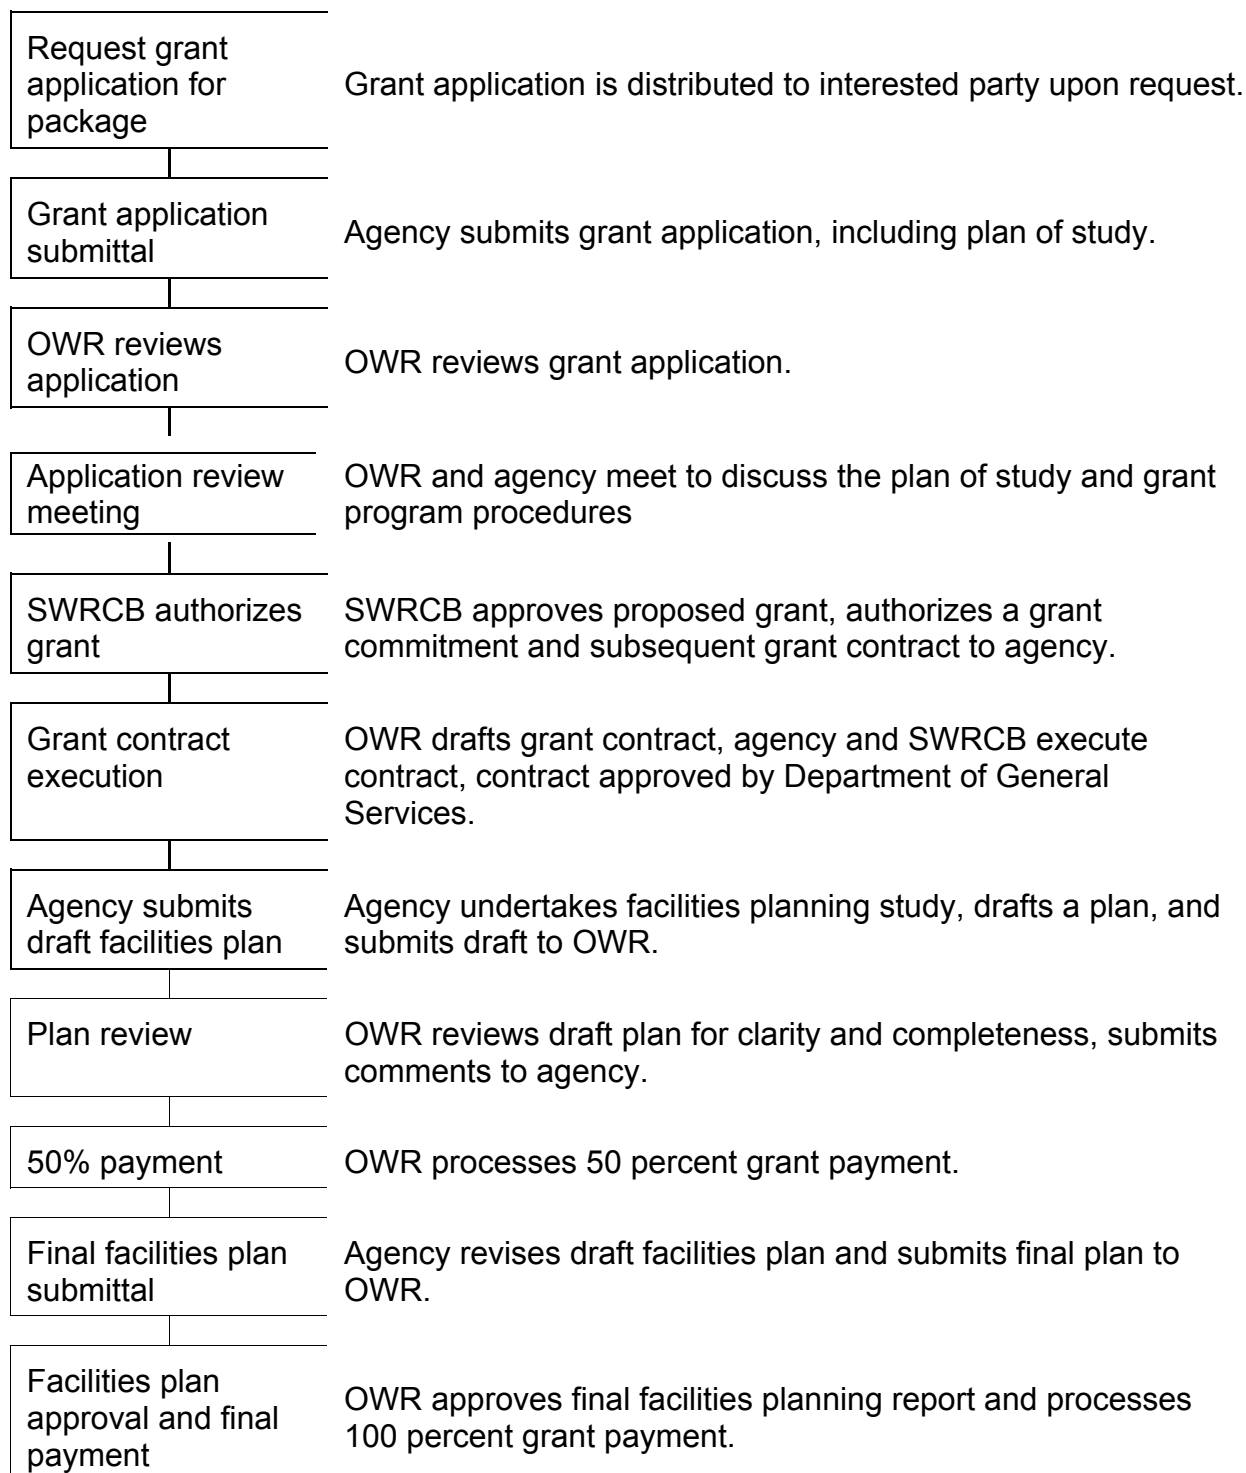 Request grant
application for
package
Grant application is distributed to interested party upon request.
Grant application
submittal
Agency submits grant application, including plan of study.
OWR reviews
application
OWR reviews grant application.
Application review
meeting
OWR and agency meet to discuss the plan of study and grant
program procedures
SWRCB authorizes
grant
SWRCB approves proposed grant, authorizes a grant
commitment and subsequent grant contract to agency.
Grant contract
execution
OWR drafts grant contract, agency and SWRCB execute
contract, contract approved by Department of General
Services.
Agency submits
draft facilities plan
Agency undertakes facilities planning study, drafts a plan, and
submits draft to OWR.
Plan review
OWR reviews draft plan for clarity and completeness, submits
comments to agency.
50% payment
OWR processes 50 percent grant payment.
Final facilities plan
submittal
Agency revises draft facilities plan and submits final plan to
OWR.
Facilities plan
approval and final
payment
OWR approves final facilities planning report and processes
100 percent grant payment.